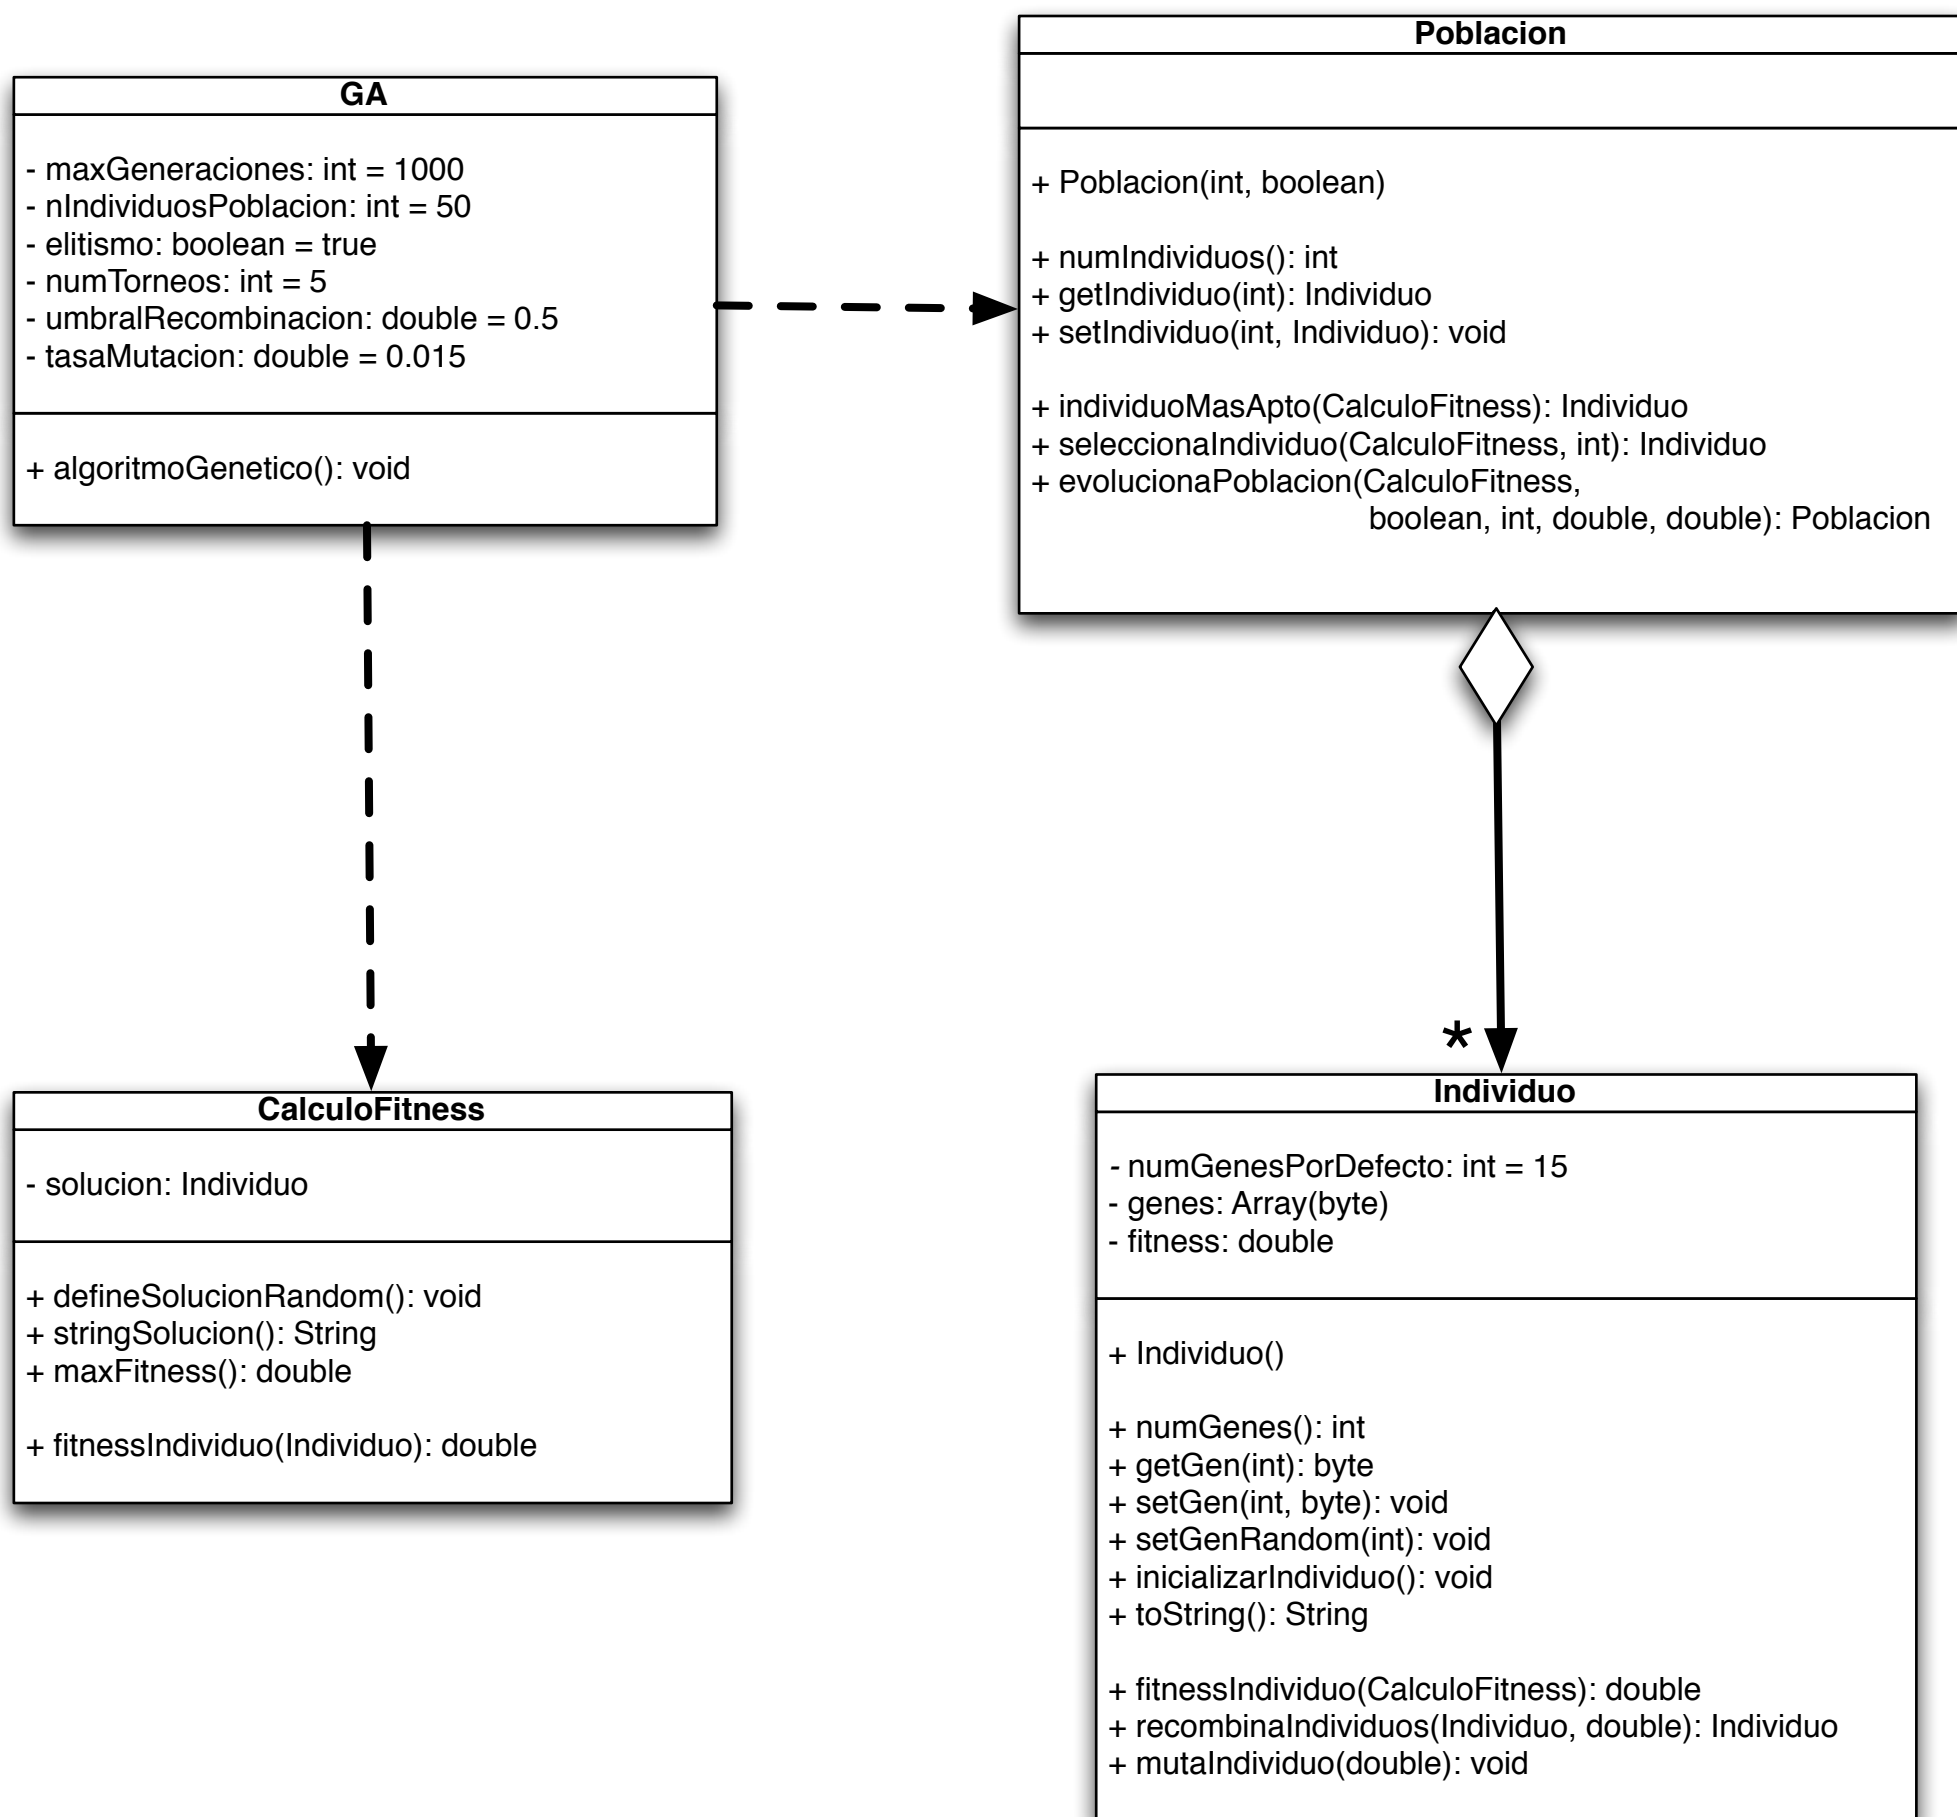 GA
- maxGeneraciones: int = 1000
- nIndividuosPoblacion: int = 50
- elitismo: boolean = true
- numTorneos: int = 5
- umbralRecombinacion: double = 0.5
- tasaMutacion: double = 0.015
+ algoritmoGenetico(): void
Poblacion
+ Poblacion(int, boolean)
+ numIndividuos(): int
+ getIndividuo(int): Individuo
+ setIndividuo(int, Individuo): void
+ individuoMasApto(CalculoFitness): Individuo
+ seleccionaIndividuo(CalculoFitness, int): Individuo
+ evolucionaPoblacion(CalculoFitness,
boolean, int, double, double): Poblacion
*
CalculoFitness
- solucion: Individuo
+ defineSolucionRandom(): void
+ stringSolucion(): String
+ maxFitness(): double
+ fitnessIndividuo(Individuo): double
Individuo
- numGenesPorDefecto: int = 15
- genes: Array(byte)
- fitness: double
+ Individuo()
+ numGenes(): int
+ getGen(int): byte
+ setGen(int, byte): void
+ setGenRandom(int): void
+ inicializarIndividuo(): void
+ toString(): String
+ fitnessIndividuo(CalculoFitness): double
+ recombinaIndividuos(Individuo, double): Individuo
+ mutaIndividuo(double): void